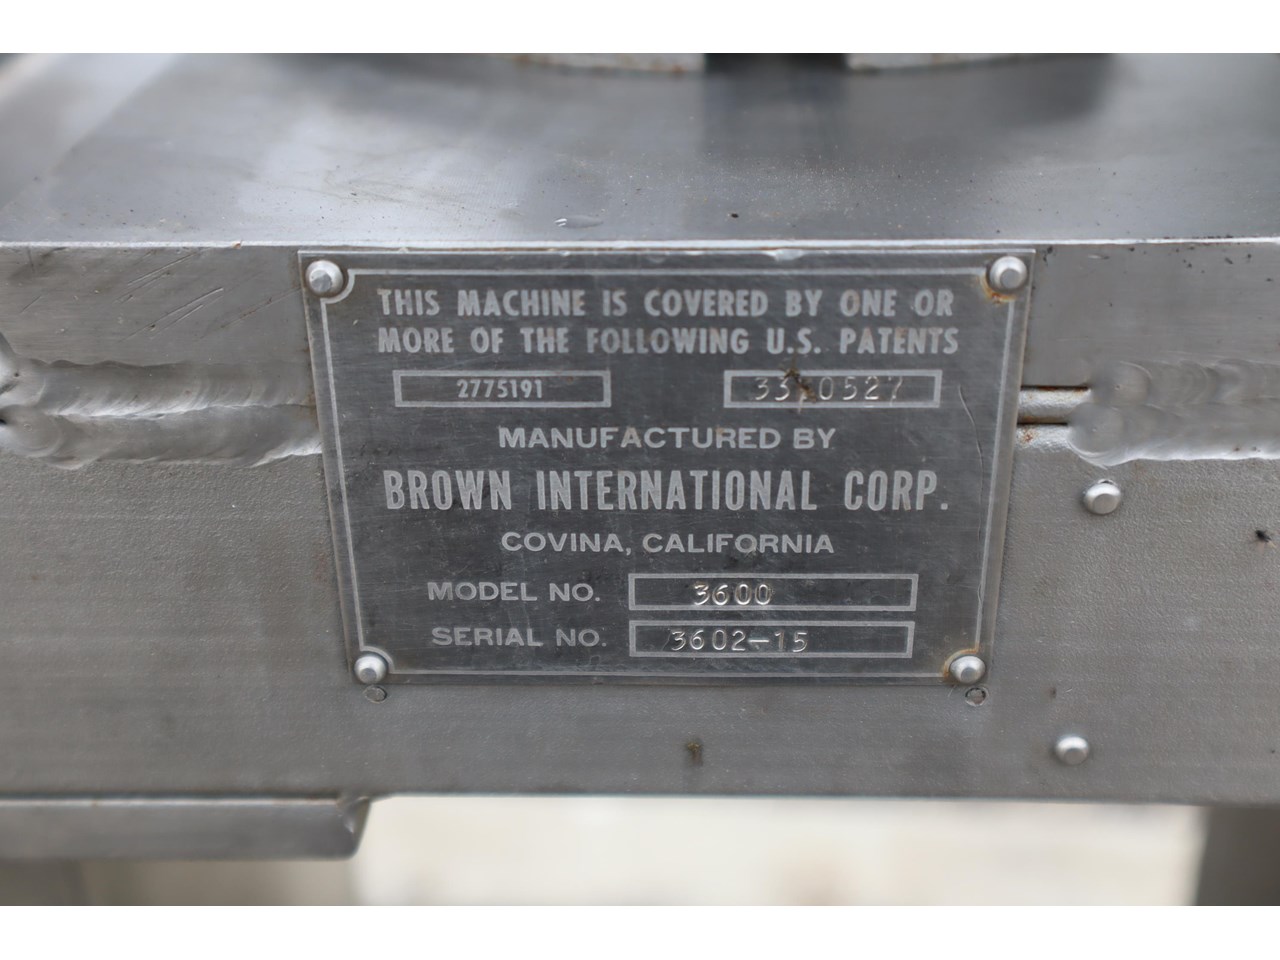 THIS MACHINE IS COVERED BY ONE OR
MORE OF THE FOLLOWING U.S. PATENTS
2775191
MANUFACTURED BY
BROWN INTERNATIONAL CORP.
COVINA, CALIFORNIA
MODEL NO. 3600
SERIAL NO. 3602-15